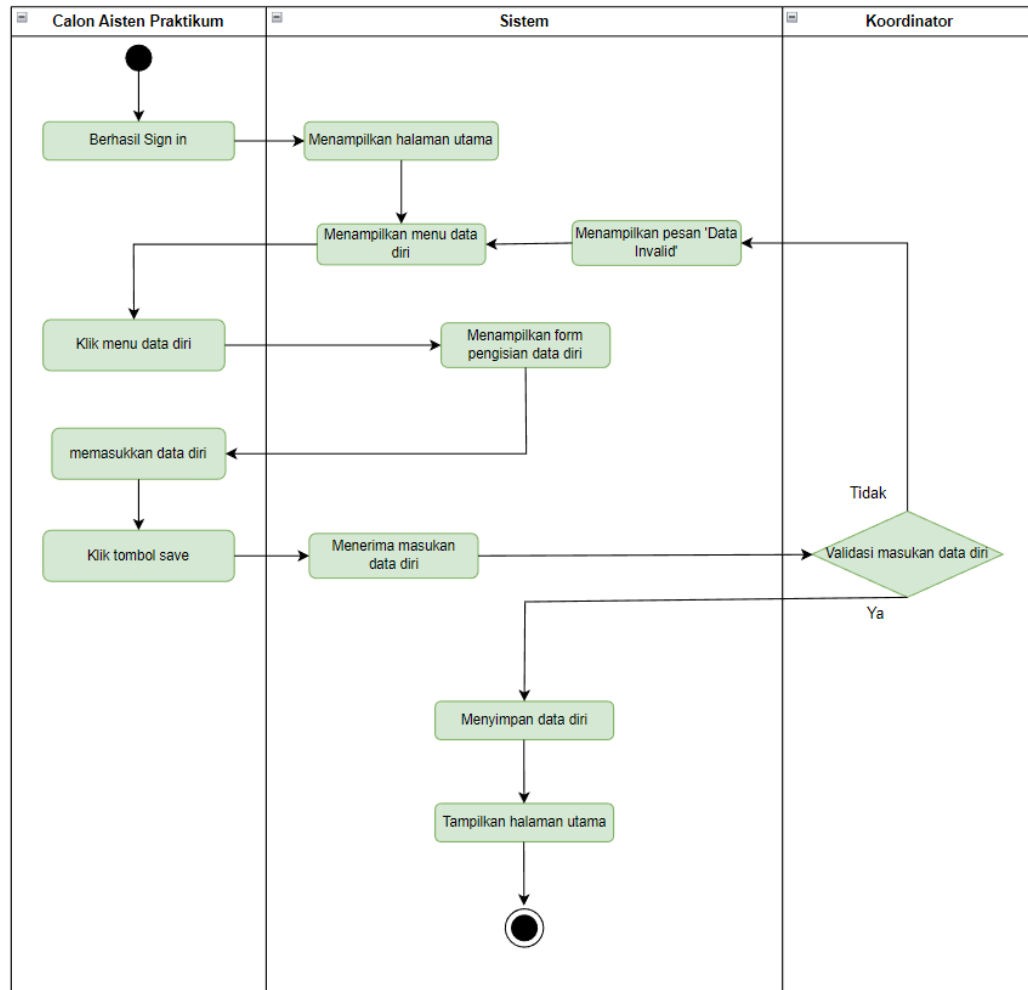 Calon Aisten Praktikum
Sistem
Koordinator
Berhasil Sign in
Menampilkan halaman utama
Menampilkan menu data
diri
Menampilkan pesan 'Data
Invalid'
Klik menu data diri
Menampilkan form
pengisian data diri
memasukkan data diri
Tidak
Klik tombol save
Menerima masukan
data diri
Validasi masukan data diri
Ya
Menyimpan data diri
Tampilkan halaman utama